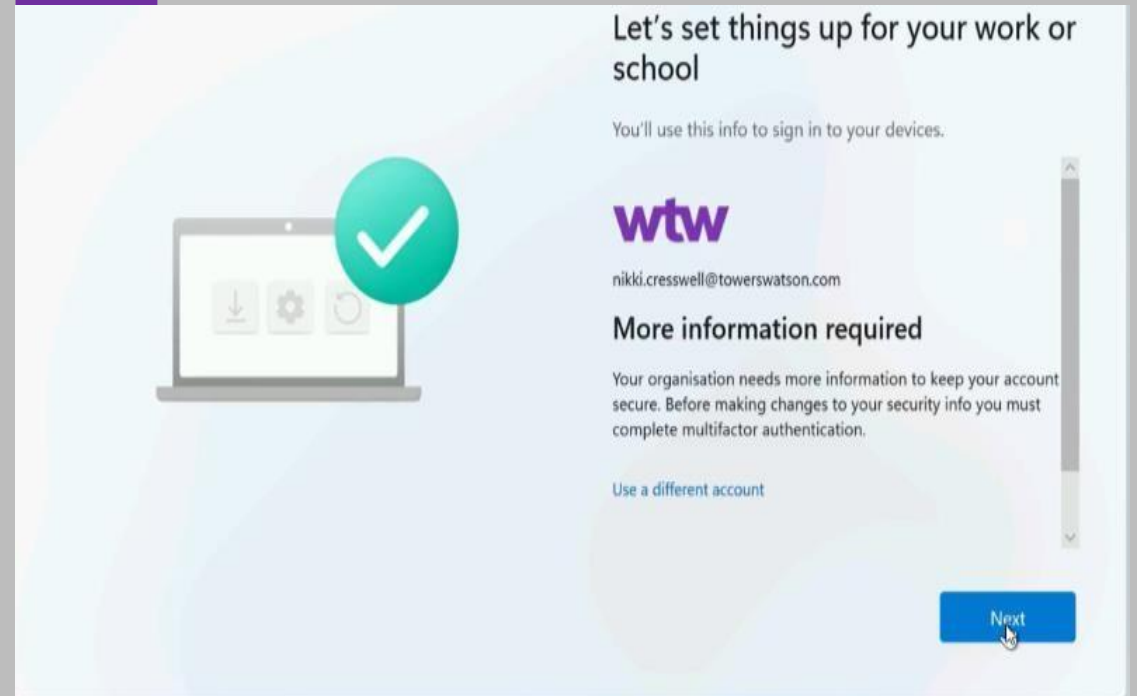 Let's set things up for your work or
school
You'll use this info to sign in to your devices.
wtw
nikki.cresswell@towerswatson.com
More information required
Your organisation needs more information to keep your account
secure. Before making changes to your security info you must
complete multifactor authentication.
Use a different account
Next